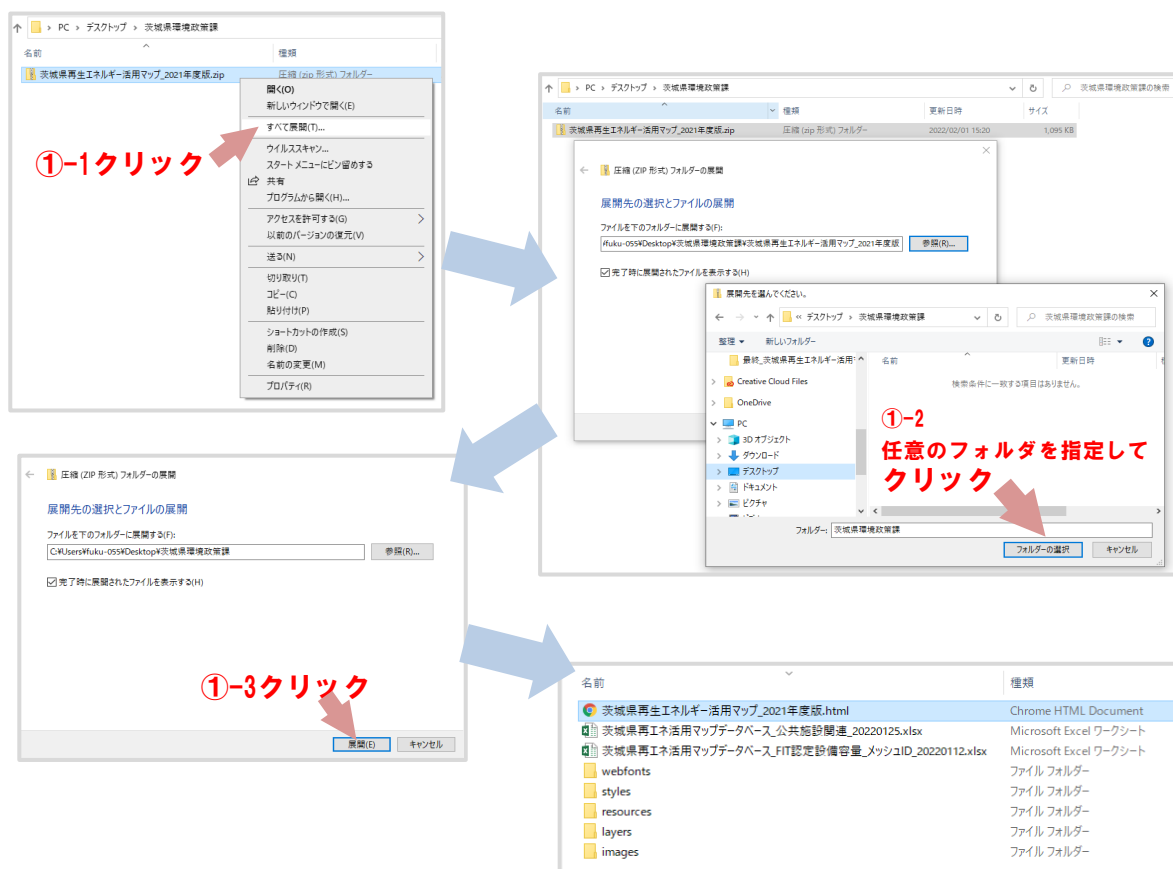 PC › デスクトップ › 茨城県環境政策課
名前 種類
茨城県再生エネルギー活用マップ_2021年度版.zip 圧縮 (zip 形式) フォルダー
開く(O)
新しいウィンドウで開く(E)
すべて展開(T)...
ウイルススキャン...
スタート メニューにピン留めする
共有
プログラムから開く(H)...
アクセスを許可する(G)
以前のバージョンの復元(V)
送る(N)
切り取り(T)
コピー(C)
貼り付け(P)
ショートカットの作成(S)
削除(D)
名前の変更(M)
プロパティ(R)
①-1クリック
PC › デスクトップ › 茨城県環境政策課 茨城県環境政策課の検索
名前 種類 更新日時 サイズ
茨城県再生エネルギー活用マップ_2021年度版.zip 圧縮 (zip 形式) フォルダー 2022/02/01 15:20 1,095 KB
圧縮 (ZIP 形式) フォルダーの展開
展開先の選択とファイルの展開
ファイルを下のフォルダーに展開する(F):
¥fuku-055¥Desktop¥茨城県環境政策課¥茨城県再生エネルギー活用マップ_2021年度版 参照(R)...
完了時に展開されたファイルを表示する(H)
展開先を選んでください。
« デスクトップ › 茨城県環境政策課 茨城県環境政策課の検索
整理 新しいフォルダー
最終_茨城県再生エネルギー活用 名前 更新日時
Creative Cloud Files 検索条件に一致する項目はありません。
OneDrive
PC
3D オブジェクト
ダウンロード
デスクトップ
ドキュメント
ピクチャ
①-2
任意のフォルダを指定して
クリック
フォルダー: 茨城県環境政策課
フォルダーの選択 キャンセル
圧縮 (ZIP 形式) フォルダーの展開
展開先の選択とファイルの展開
ファイルを下のフォルダーに展開する(F):
C:¥Users¥fuku-055¥Desktop¥茨城県環境政策課 参照(R)...
完了時に展開されたファイルを表示する(H)
①-3クリック
展開(E) キャンセル
名前 種類
茨城県再生エネルギー活用マップ_2021年度版.html Chrome HTML Document
茨城県再エネ活用マップデータベース_公共施設関連_20220125.xlsx Microsoft Excel ワークシート
茨城県再エネ活用マップデータベース_FIT認定設備容量_メッシュID_20220112.xlsx Microsoft Excel ワークシート
webfonts ファイル フォルダー
styles ファイル フォルダー
resources ファイル フォルダー
layers ファイル フォルダー
images ファイル フォルダー